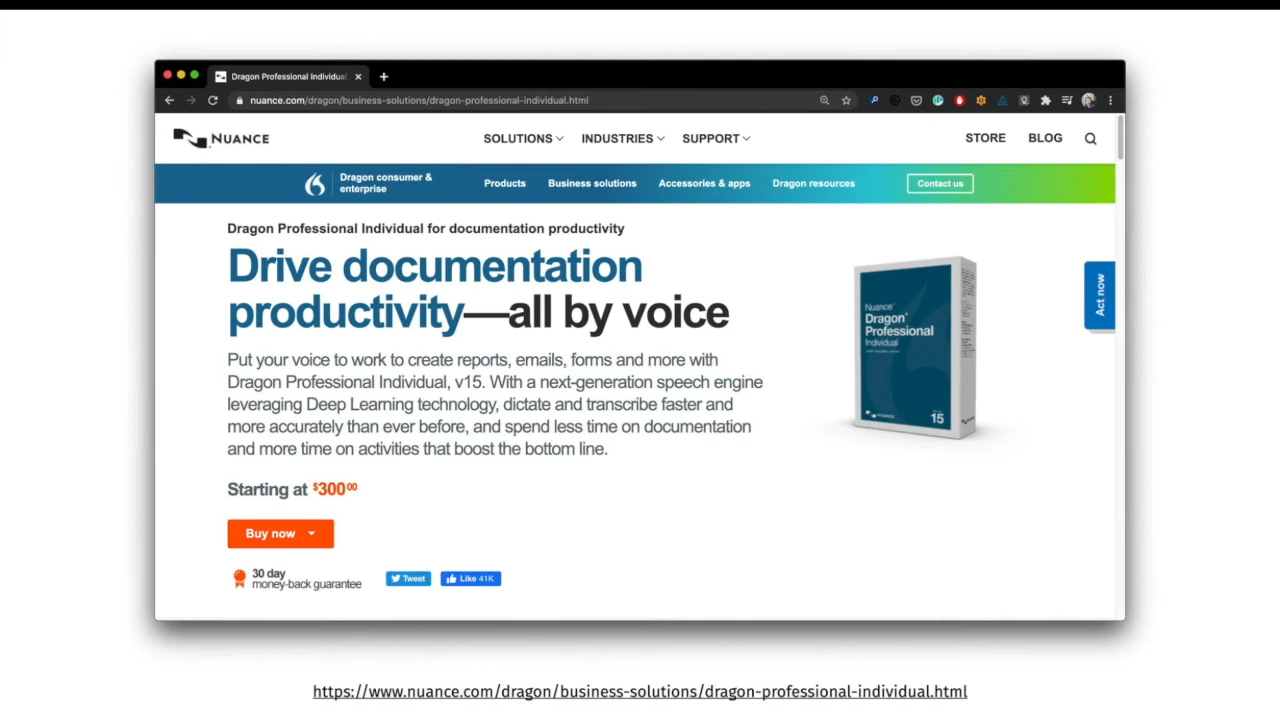 Dragon Professional Individual
nuance.com/dragon/business-solutions/dragon-professional-individual.html
NUANCE
SOLUTIONS
INDUSTRIES
SUPPORT
STORE
BLOG
Dragon consumer &
enterprise
Products
Business solutions
Accessories & apps
Dragon resources
Contact us
Dragon Professional Individual for documentation productivity
Drive documentation
productivity—all by voice
Put your voice to work to create reports, emails, forms and more with
Dragon Professional Individual, v15. With a next-generation speech engine
leveraging Deep Learning technology, dictate and transcribe faster and
more accurately than ever before, and spend less time on documentation
and more time on activities that boost the bottom line.
Starting at $300⁰⁰
Buy now
30 day
money-back guarantee
Tweet
Like 41K
Nuance
Dragon
Professional
Individual
NUANCE
15
Act now
https://www.nuance.com/dragon/business-solutions/dragon-professional-individual.html